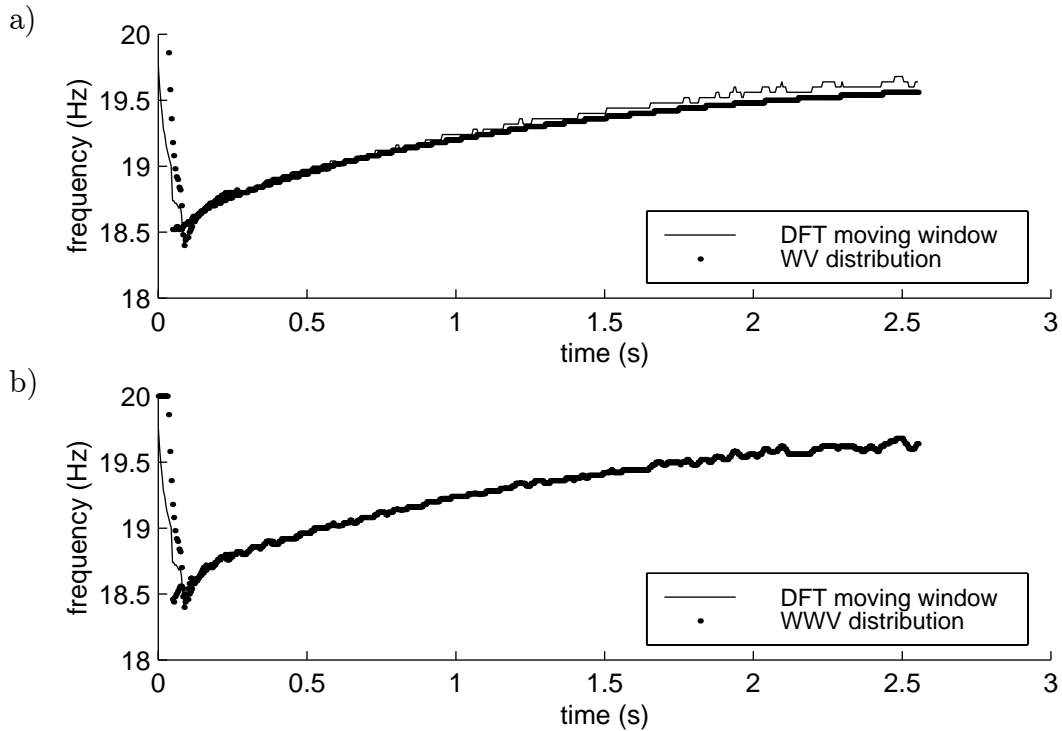 a)
20
19.5
19
18.5
18
frequency (Hz)
DFT moving window
WV distribution
0 0.5 1 1.5 2 2.5 3
time (s)
b)
20
19.5
19
18.5
18
frequency (Hz)
DFT moving window
WWV distribution
0 0.5 1 1.5 2 2.5 3
time (s)